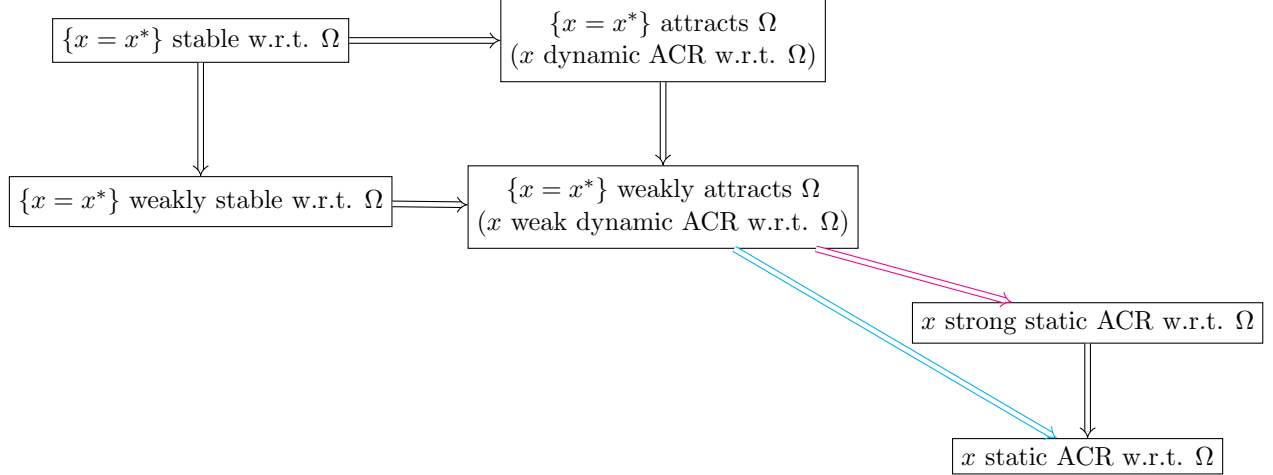 {x = x*} stable w.r.t. Ω
{x = x*} attracts Ω
(x dynamic ACR w.r.t. Ω)
{x = x*} weakly stable w.r.t. Ω
{x = x*} weakly attracts Ω
(x weak dynamic ACR w.r.t. Ω)
x strong static ACR w.r.t. Ω
x static ACR w.r.t. Ω